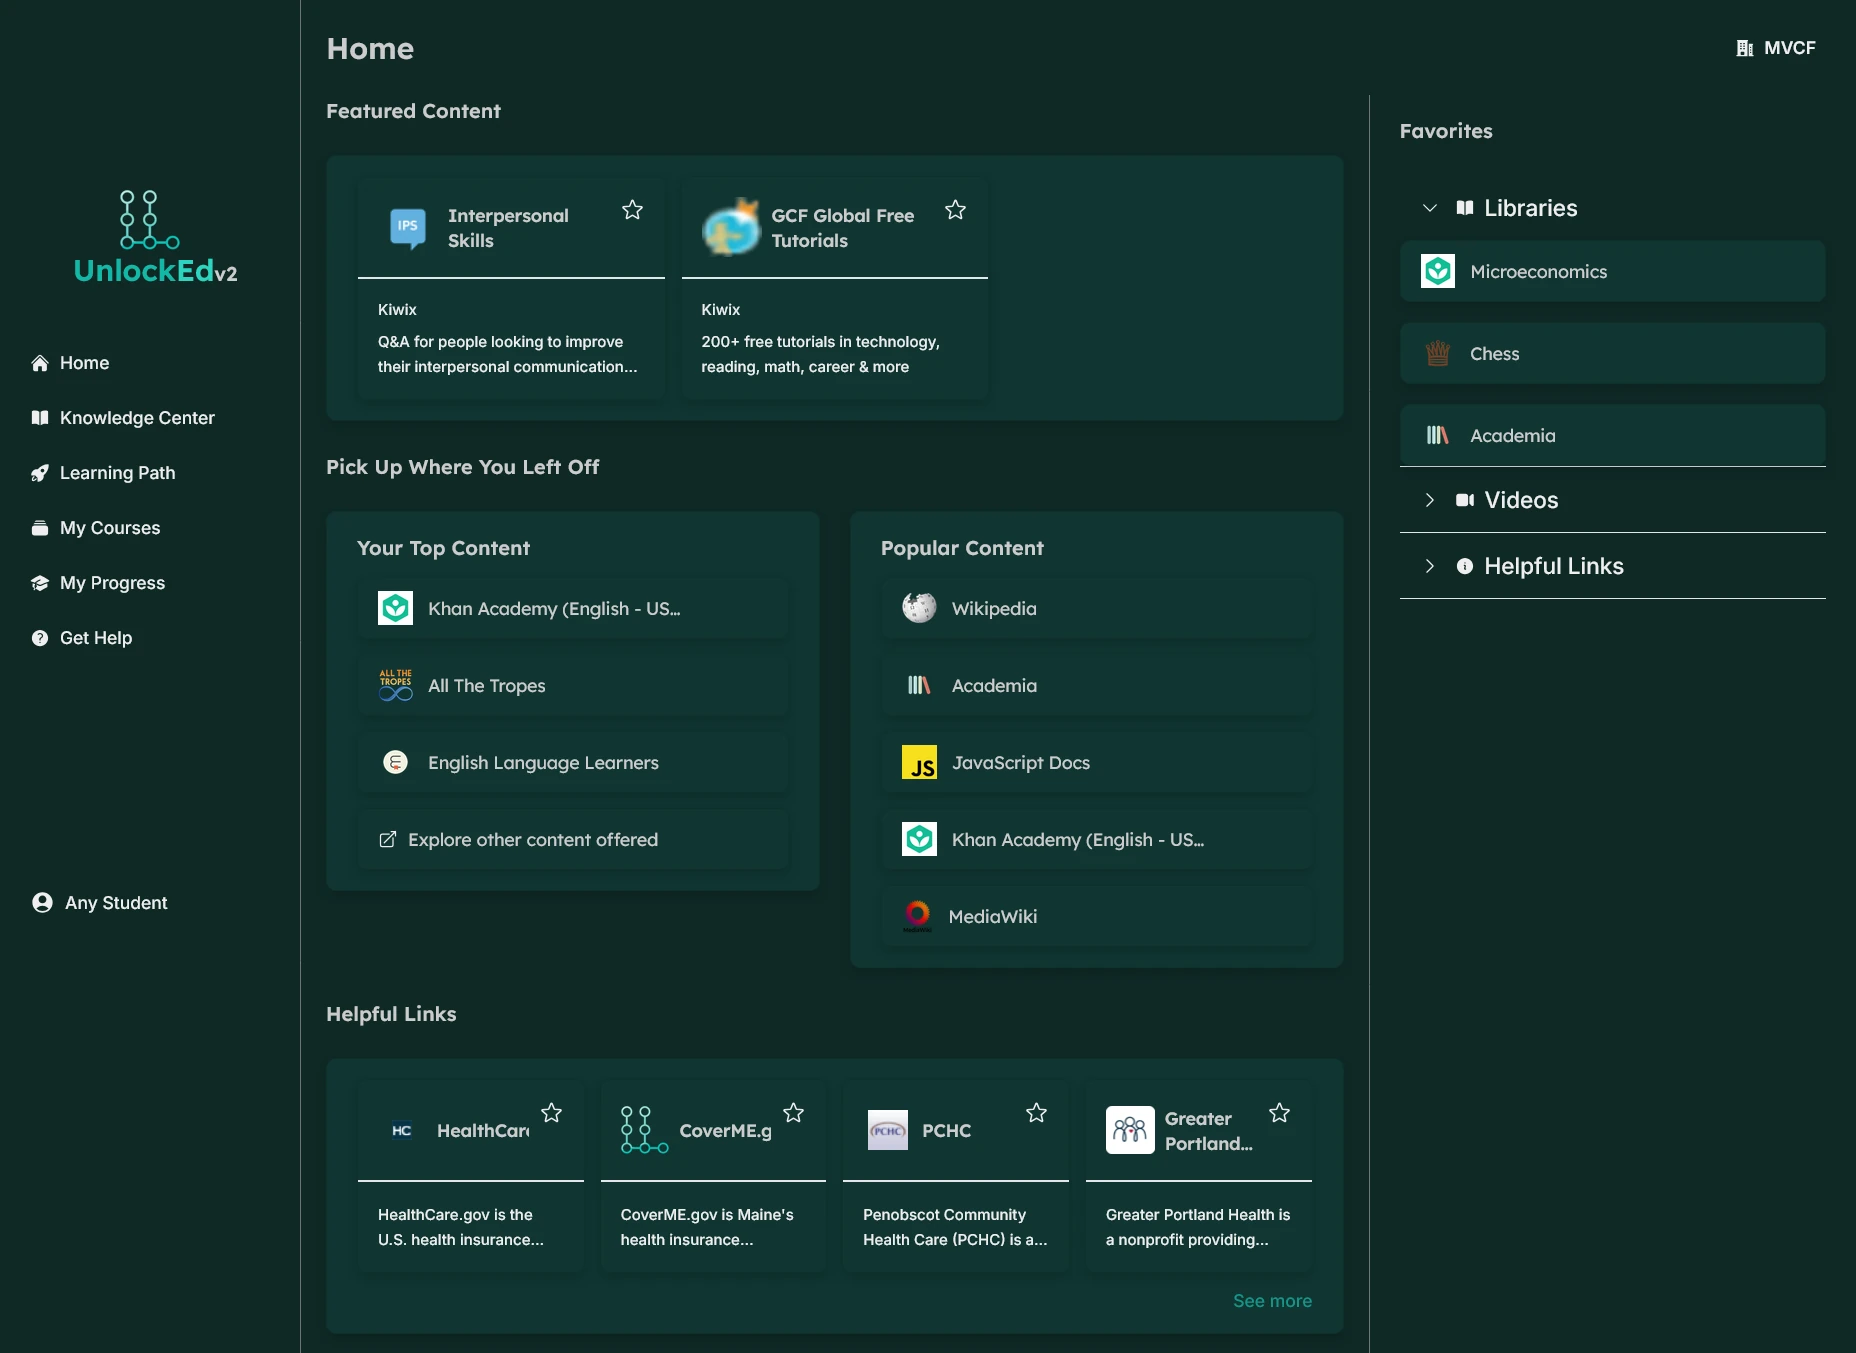 Home
MVCF
UnlockEdv2
Home
Knowledge Center
Learning Path
My Courses
My Progress
Get Help
Any Student
Featured Content
IPS
Interpersonal
Skills
Kiwix
Q&A for people looking to improve
their interpersonal communication...
GCF Global Free
Tutorials
Kiwix
200+ free tutorials in technology,
reading, math, career & more
Pick Up Where You Left Off
Your Top Content
Khan Academy (English - US...
ALL THE
TROPES
All The Tropes
English Language Learners
Explore other content offered
Popular Content
Wikipedia
Academia
JS
JavaScript Docs
Khan Academy (English - US...
MediaWiki
MediaWiki
Helpful Links
HC
HealthCare
HealthCare.gov is the
U.S. health insurance...
CoverME.g
CoverME.gov is Maine's
health insurance...
PCHC
PCHC
Penobscot Community
Health Care (PCHC) is a...
Greater
Portland...
Greater Portland Health is
a nonprofit providing...
See more
Favorites
Libraries
Microeconomics
Chess
Academia
Videos
Helpful Links